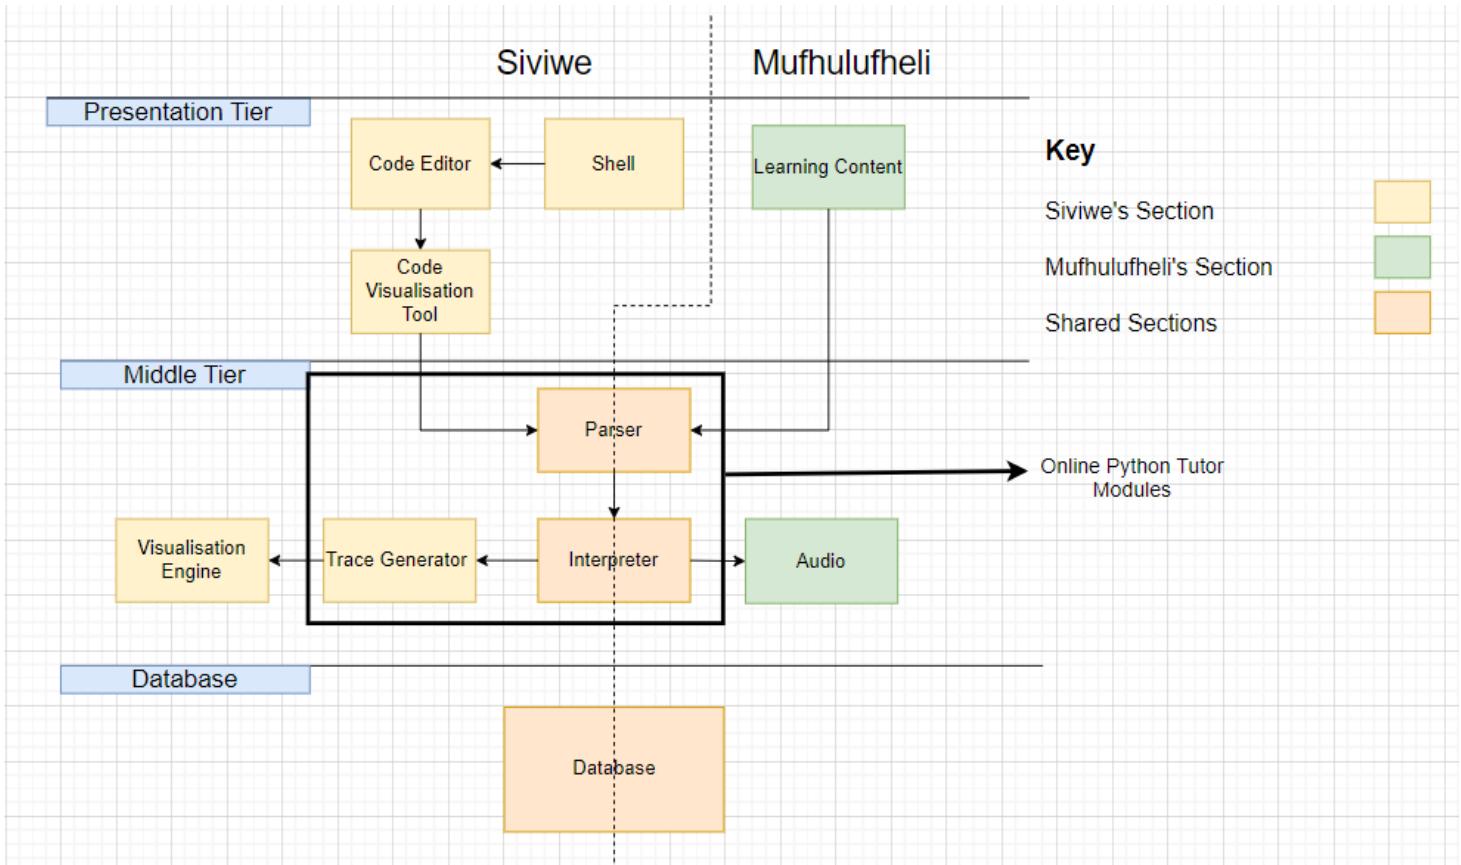 Siviwe
Mufhulufheli
Presentation Tier
Code Editor
Shell
Learning Content
Key
Siviwe's Section
Mufhulufheli's Section
Shared Sections
Code
Visualisation
Tool
Middle Tier
Parser
Online Python Tutor
Modules
Visualisation
Engine
Trace Generator
Interpreter
Audio
Database
Database